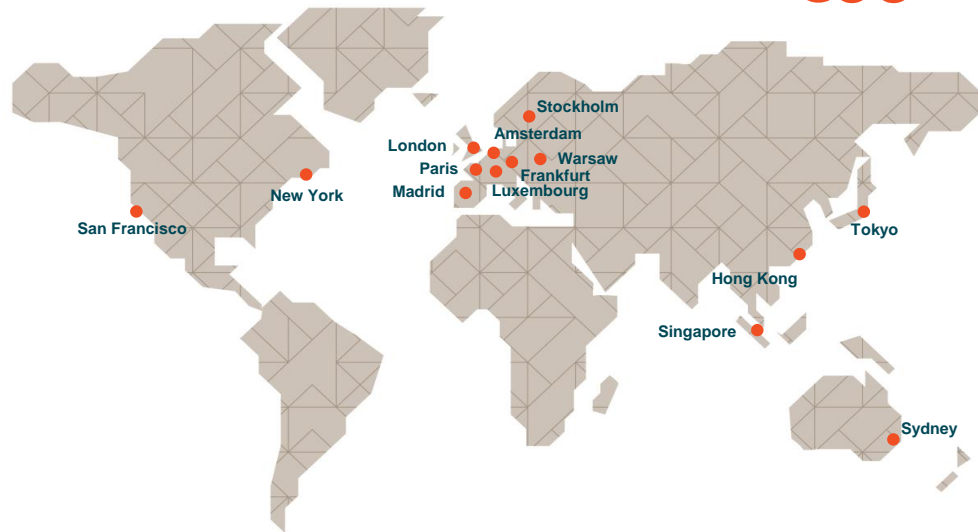 Stockholm
Amsterdam
London
Warsaw
Paris
Frankfurt
Madrid
Luxembourg
New York
San Francisco
Tokyo
Hong Kong
Singapore
Sydney